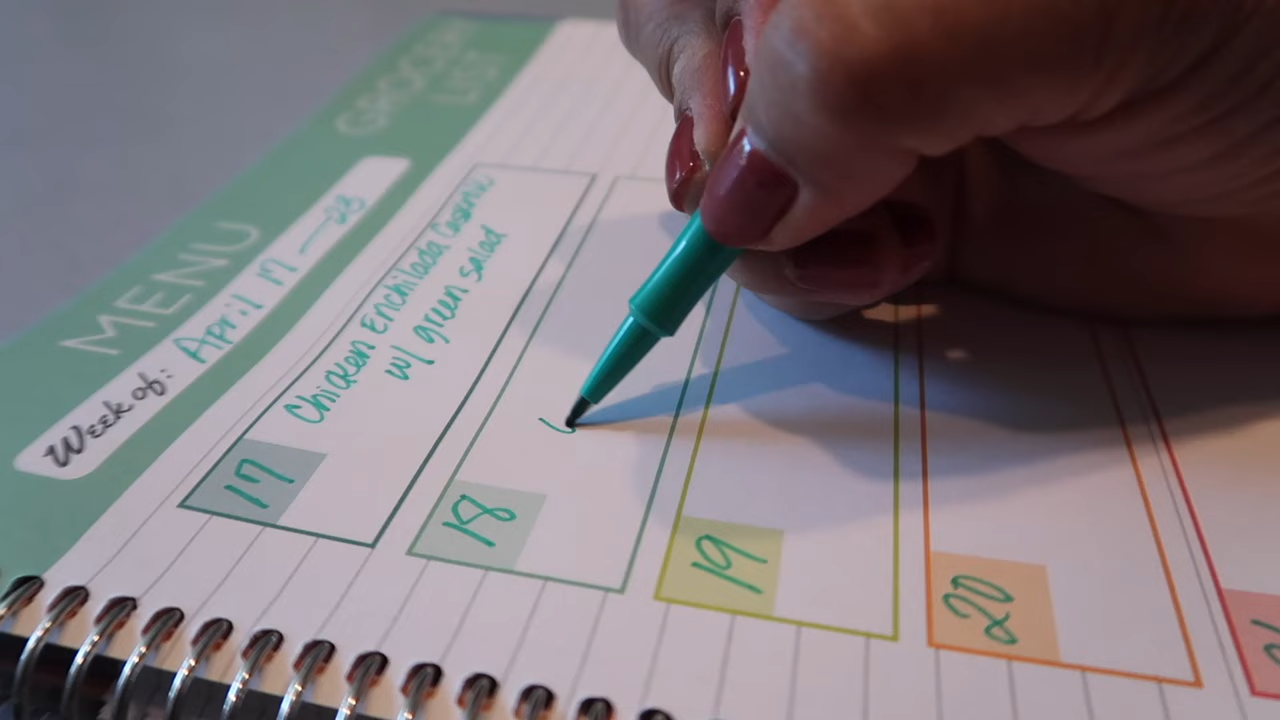 GROCERY LIST
MENU
Week of: April 17 — 23
17
Chicken Enchilada Casserole
w/ green salad
18
19
20